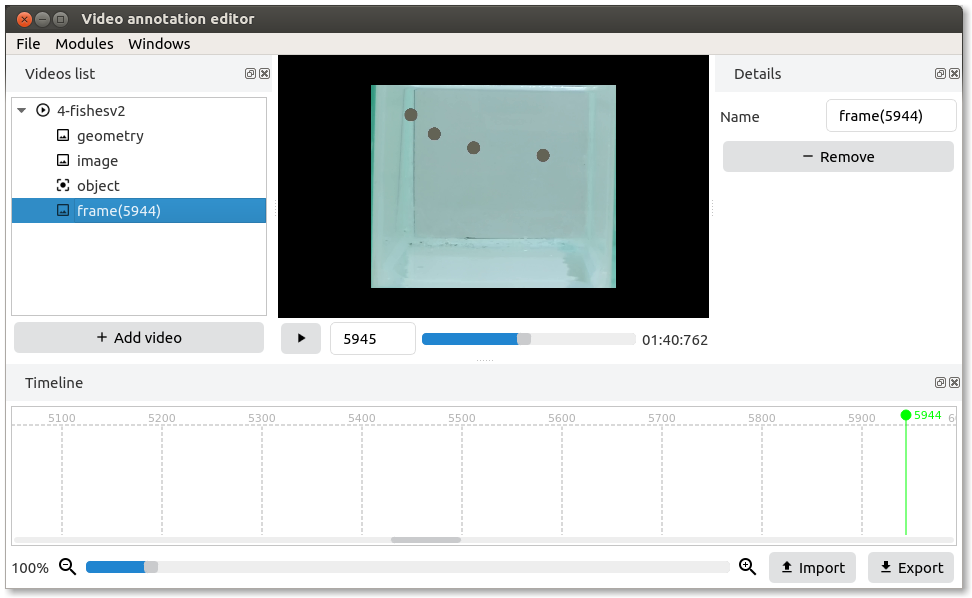 Video annotation editor
File Modules Windows
Videos list
4-fishesv2
geometry
image
object
frame(5944)
+ Add video
5945
01:40:762
Details
Name frame(5944)
− Remove
Timeline
5100 5200 5300 5400 5500 5600 5700 5800 5900 5944
100%
Import
Export